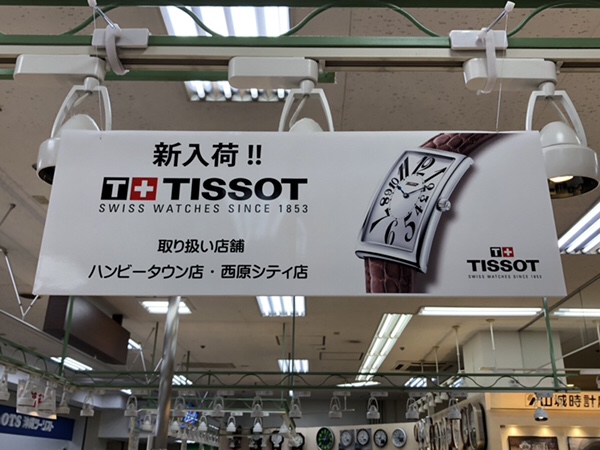 新入荷!!
T+ TISSOT
SWISS WATCHES SINCE 1853
取り扱い店舗
ハンビータウン店・西原シティ店
T+
TISSOT
SWISS WATCHES SINCE 1853
OTS
山城時計